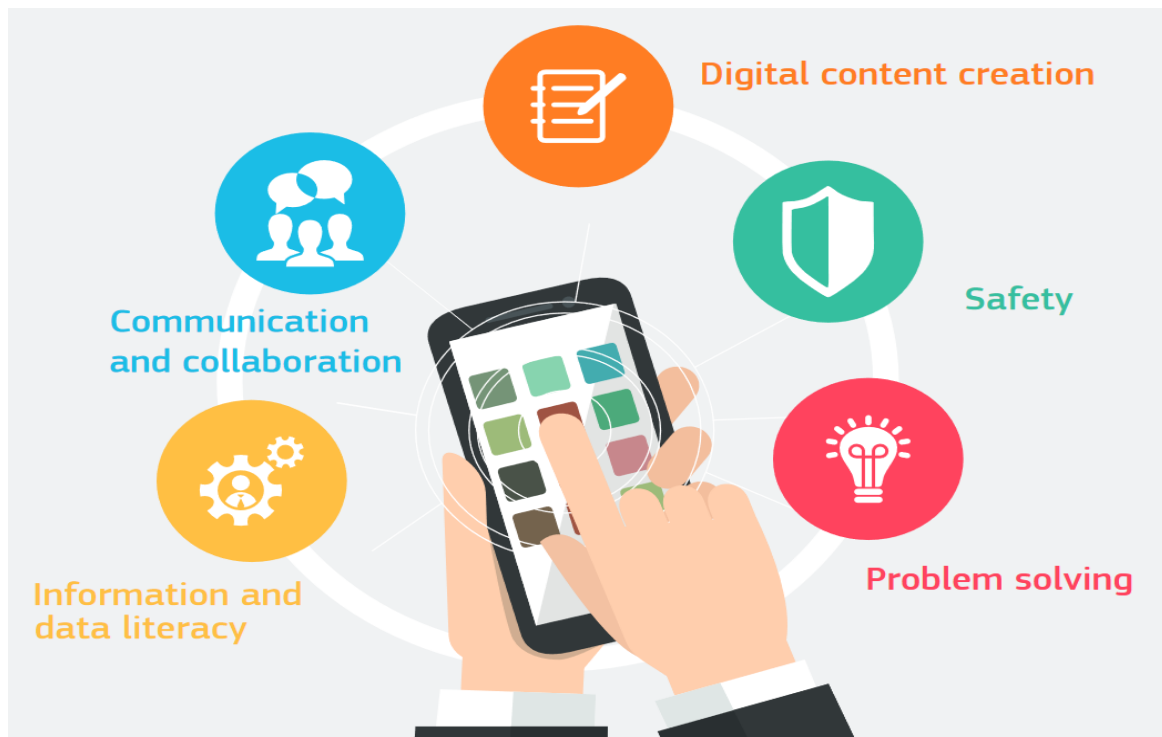 Digital content creation
Communication
and collaboration
Safety
Problem solving
Information and
data literacy